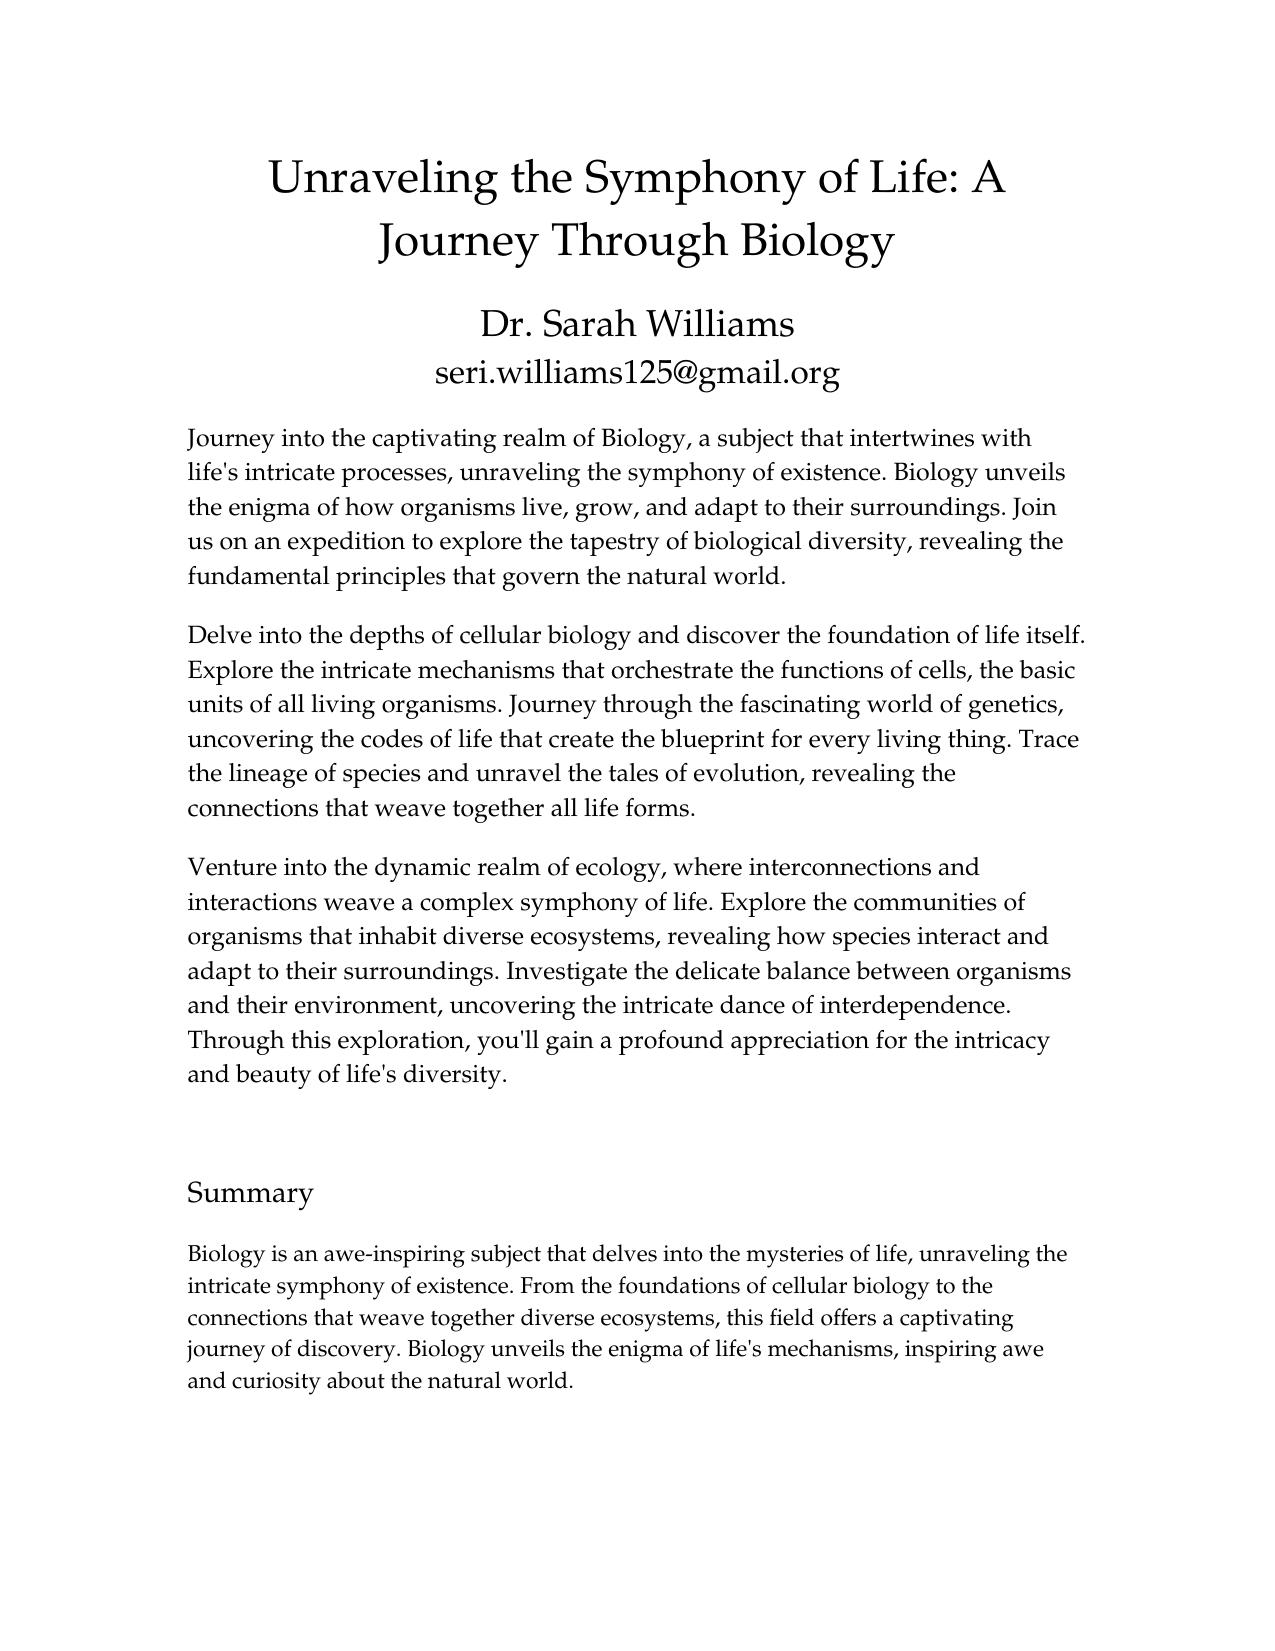 Unraveling the Symphony of Life: A
Journey Through Biology
Dr. Sarah Williams
seri.williams125@gmail.org
Journey into the captivating realm of Biology, a subject that intertwines with
life's intricate processes, unraveling the symphony of existence. Biology unveils
the enigma of how organisms live, grow, and adapt to their surroundings. Join
us on an expedition to explore the tapestry of biological diversity, revealing the
fundamental principles that govern the natural world.
Delve into the depths of cellular biology and discover the foundation of life itself.
Explore the intricate mechanisms that orchestrate the functions of cells, the basic
units of all living organisms. Journey through the fascinating world of genetics,
uncovering the codes of life that create the blueprint for every living thing. Trace
the lineage of species and unravel the tales of evolution, revealing the
connections that weave together all life forms.
Venture into the dynamic realm of ecology, where interconnections and
interactions weave a complex symphony of life. Explore the communities of
organisms that inhabit diverse ecosystems, revealing how species interact and
adapt to their surroundings. Investigate the delicate balance between organisms
and their environment, uncovering the intricate dance of interdependence.
Through this exploration, you'll gain a profound appreciation for the intricacy
and beauty of life's diversity.
Summary
Biology is an awe-inspiring subject that delves into the mysteries of life, unraveling the
intricate symphony of existence. From the foundations of cellular biology to the
connections that weave together diverse ecosystems, this field offers a captivating
journey of discovery. Biology unveils the enigma of life's mechanisms, inspiring awe
and curiosity about the natural world.